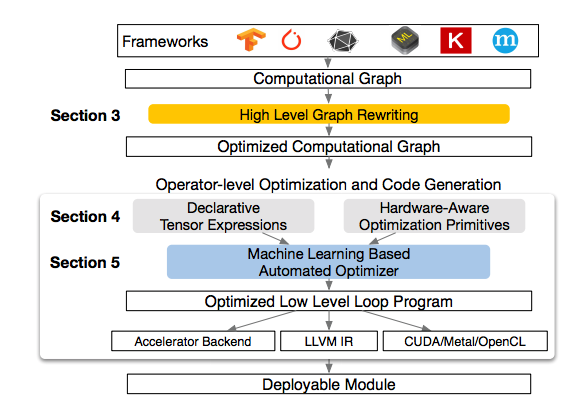 Frameworks
ML
K
m
Computational Graph
Section 3
High Level Graph Rewriting
Optimized Computational Graph
Operator-level Optimization and Code Generation
Section 4
Declarative
Tensor Expressions
Hardware-Aware
Optimization Primitives
Section 5
Machine Learning Based
Automated Optimizer
Optimized Low Level Loop Program
Accelerator Backend
LLVM IR
CUDA/Metal/OpenCL
Deployable Module